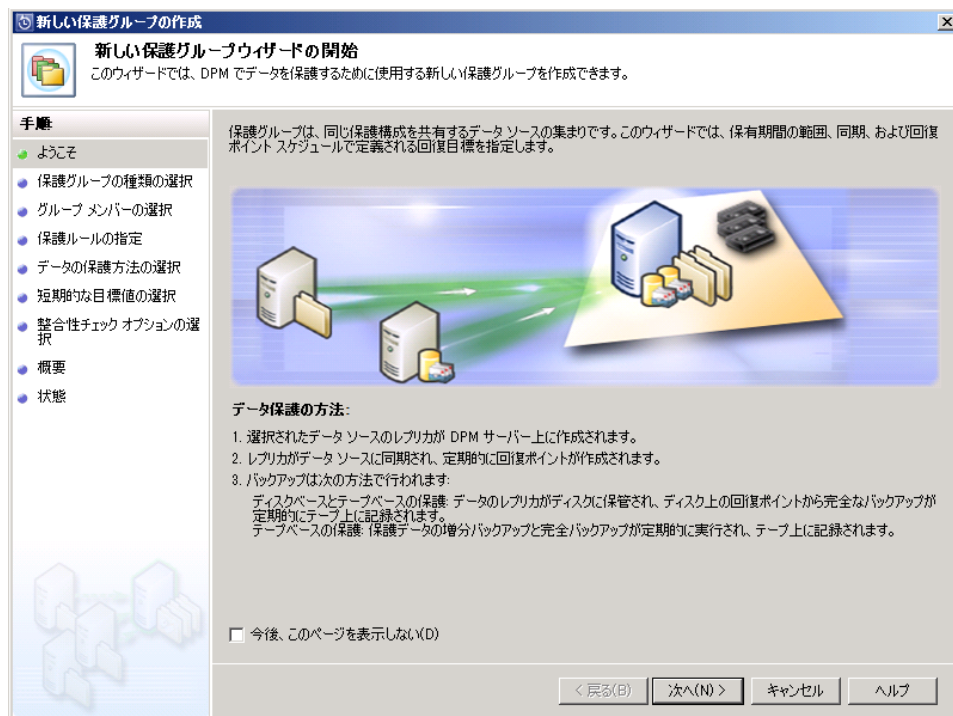 新しい保護グループの作成
新しい保護グループウィザードの開始
このウィザードでは、DPM でデータを保護するために使用する新しい保護グループを作成できます。
手順
ようこそ
保護グループの種類の選択
グループ メンバーの選択
保護ルールの指定
データの保護方法の選択
短期的な目標値の選択
整合性チェック オプションの選
択
概要
状態
保護グループは、同じ保護構成を共有するデータ ソースの集まりです。このウィザードでは、保有期間の範囲、同期、および回復
ポイント スケジュールで定義される回復目標を指定します。
データ保護の方法:
1. 選択されたデータ ソースのレプリカが DPM サーバー上に作成されます。
2. レプリカがデータ ソースに同期され、定期的に回復ポイントが作成されます。
3. バックアップは次の方法で行われます:
ディスクベースとテープベースの保護: データのレプリカがディスクに保管され、ディスク上の回復ポイントから完全なバックアップが
定期的にテープ上に記録されます。
テープベースの保護: 保護データの増分バックアップと完全バックアップが定期的に実行され、テープ上に記録されます。
今後、このページを表示しない(D)
< 戻る(B)
次へ(N) >
キャンセル
ヘルプ